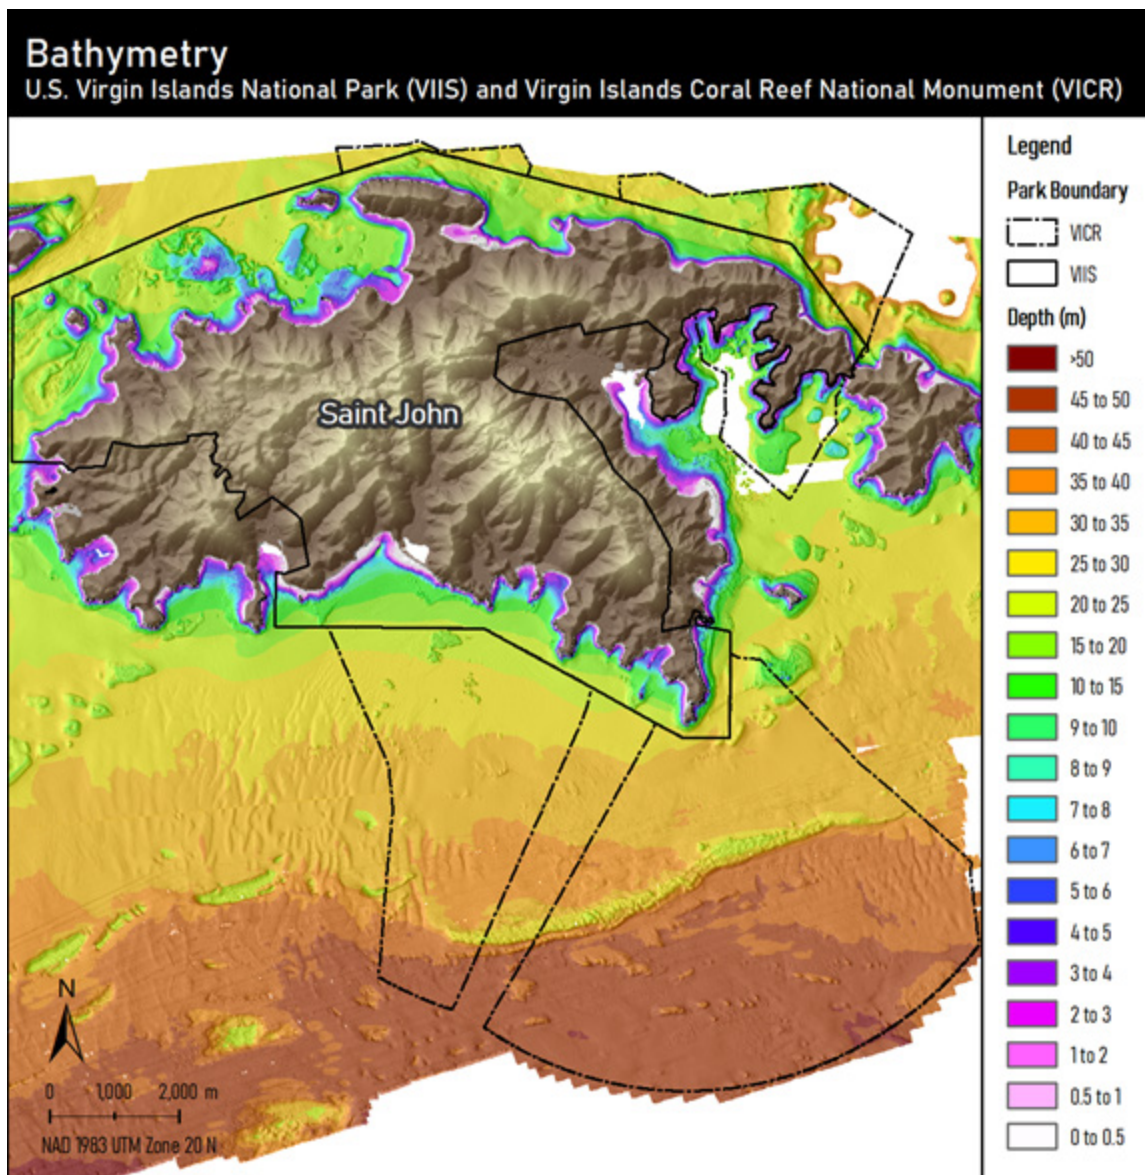 Bathymetry
U.S. Virgin Islands National Park (VIIS) and Virgin Islands Coral Reef National Monument (VICR)
Legend
Park Boundary
VICR
VIIS
Depth (m)
>50
45 to 50
40 to 45
35 to 40
30 to 35
25 to 30
20 to 25
15 to 20
10 to 15
9 to 10
8 to 9
7 to 8
6 to 7
5 to 6
4 to 5
3 to 4
2 to 3
1 to 2
0.5 to 1
0 to 0.5
Saint John
N
0 1,000 2,000 m
NAD 1983 UTM Zone 20 N